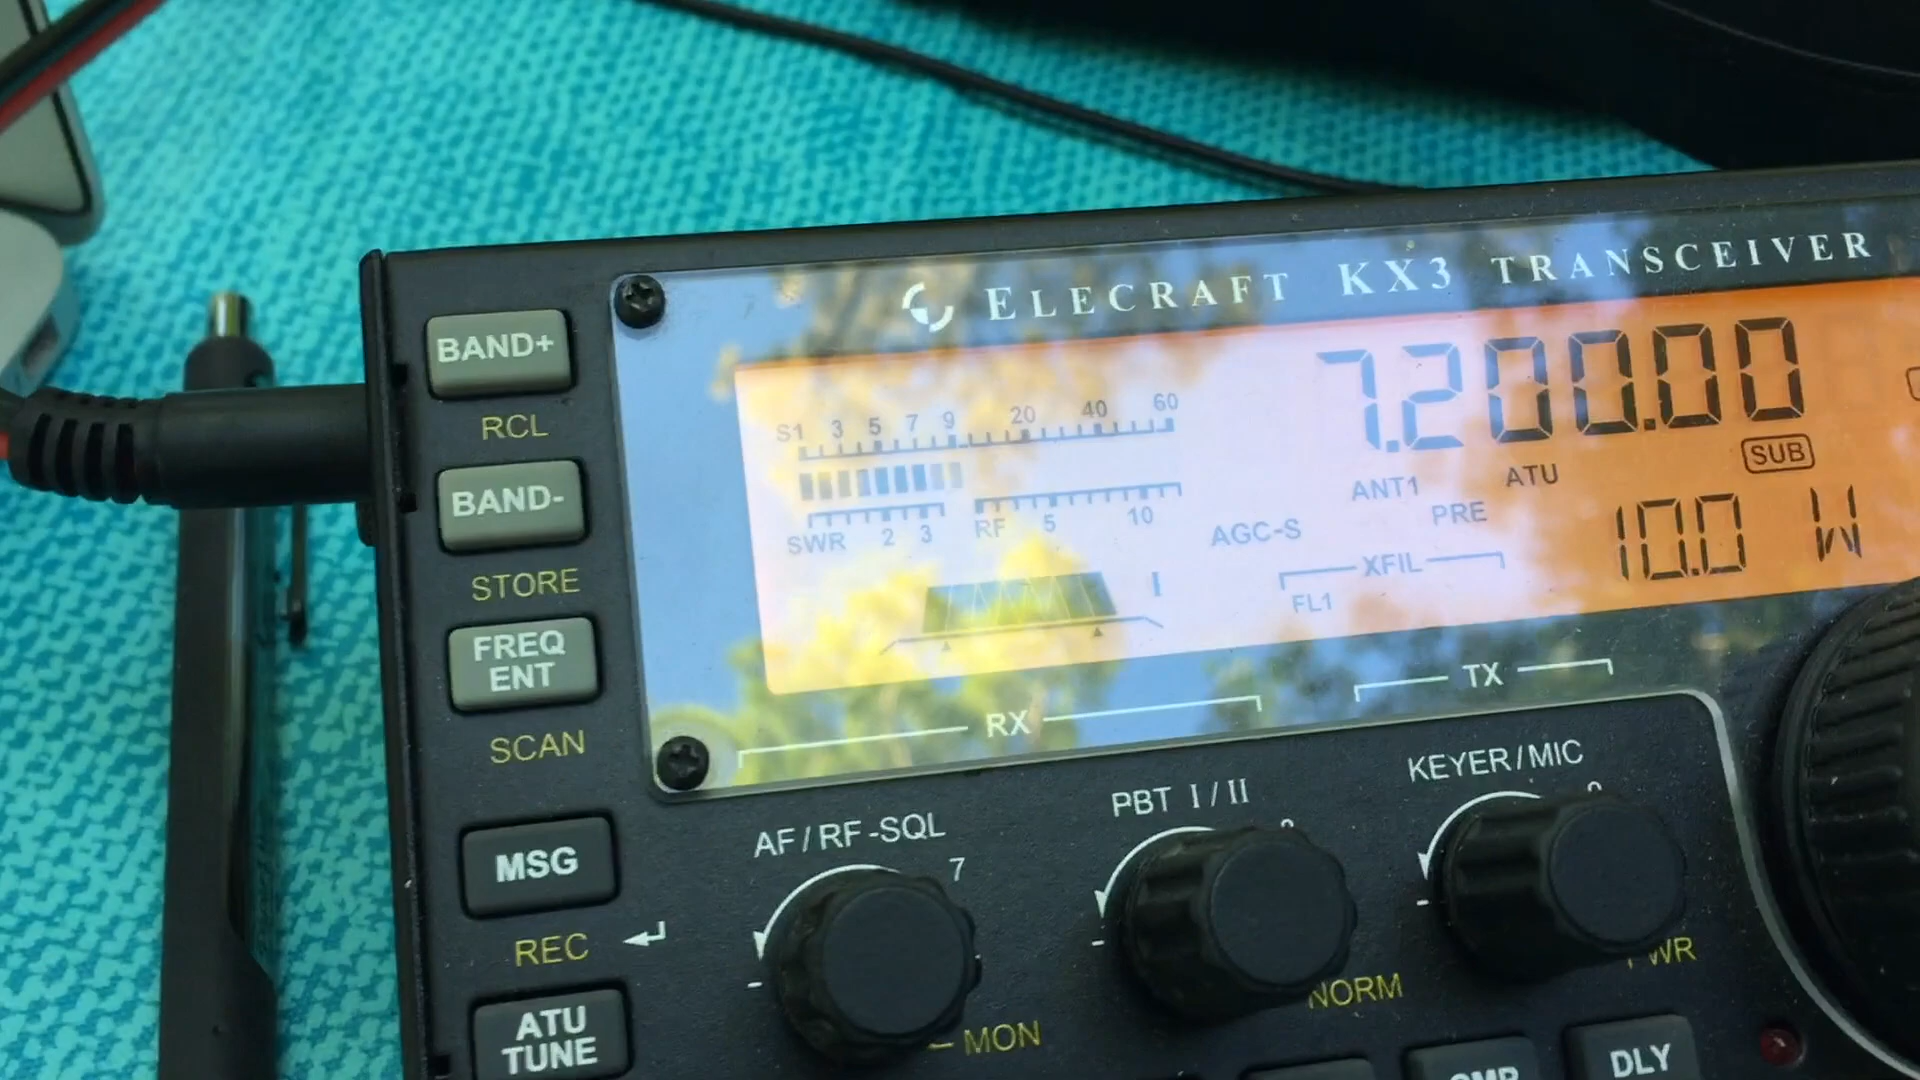 ELECRAFT KX3 TRANSCEIVER
BAND+
RCL
BAND-
STORE
FREQ
ENT
SCAN
MSG
REC
ATU
TUNE
S1 3 5 7 9 20 40 60
SWR 2 3 RF 5 10
7.200.00
ANT1 ATU SUB
AGC-S PRE 10.0 W
XFIL
FL1
I
RX TX
AF/RF-SQL PBT I/II KEYER/MIC
7
-
- MON
-
NORM
-
PWR
DLY